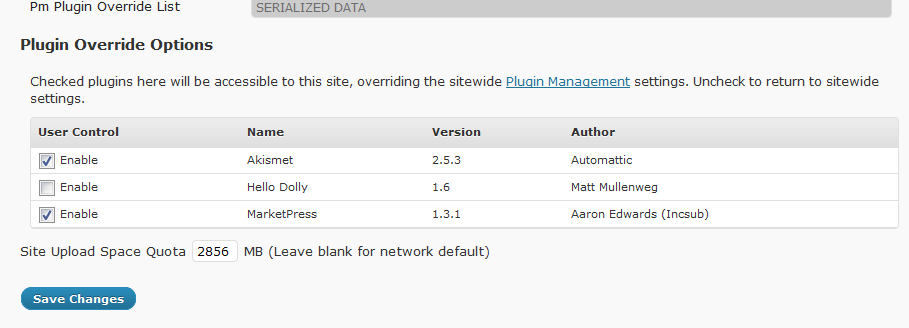 Pm Plugin Override List SERIALIZED DATA
Plugin Override Options
Checked plugins here will be accessible to this site, overriding the sitewide Plugin Management settings. Uncheck to return to sitewide
settings.
User Control Name Version Author
Enable Akismet 2.5.3 Automattic
Enable Hello Dolly 1.6 Matt Mullenweg
Enable MarketPress 1.3.1 Aaron Edwards (Incsub)
Site Upload Space Quota 2856 MB (Leave blank for network default)
Save Changes